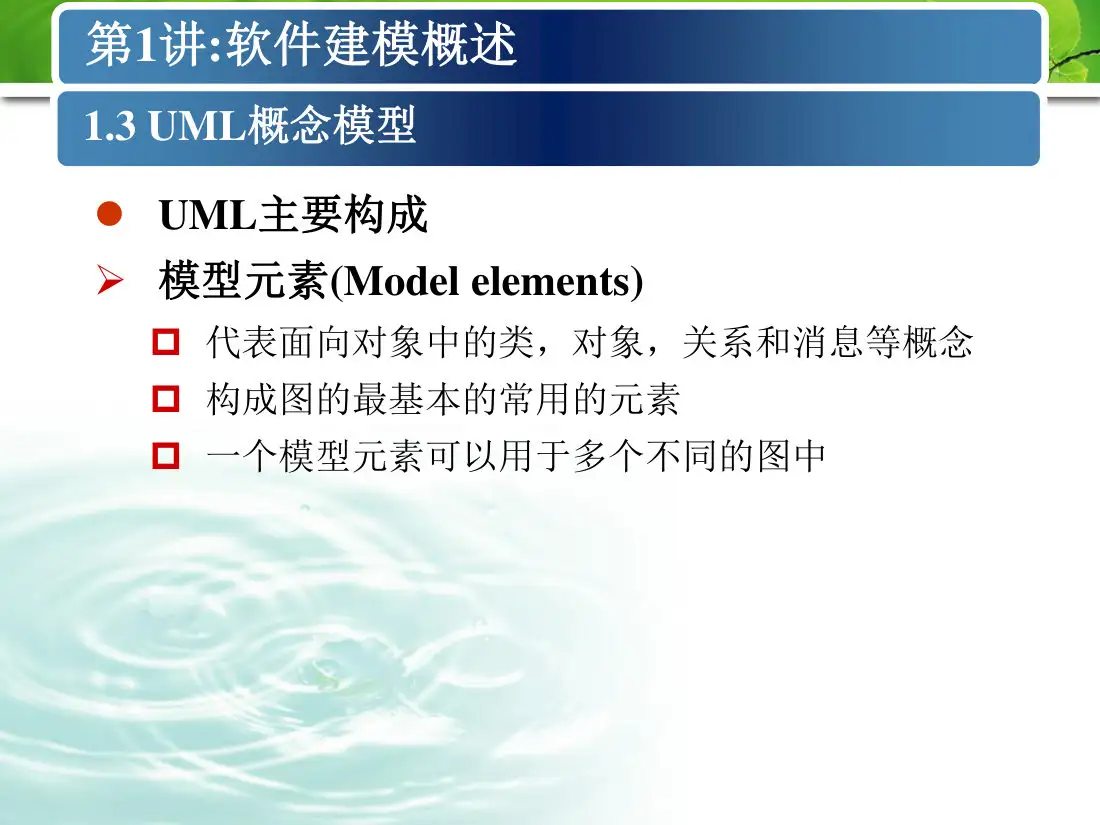 第1讲:软件建模概述
1.3 UML概念模型
UML主要构成
模型元素(Model elements)
代表面向对象中的类，对象，关系和消息等概念
构成图的最基本的常用的元素
一个模型元素可以用于多个不同的图中